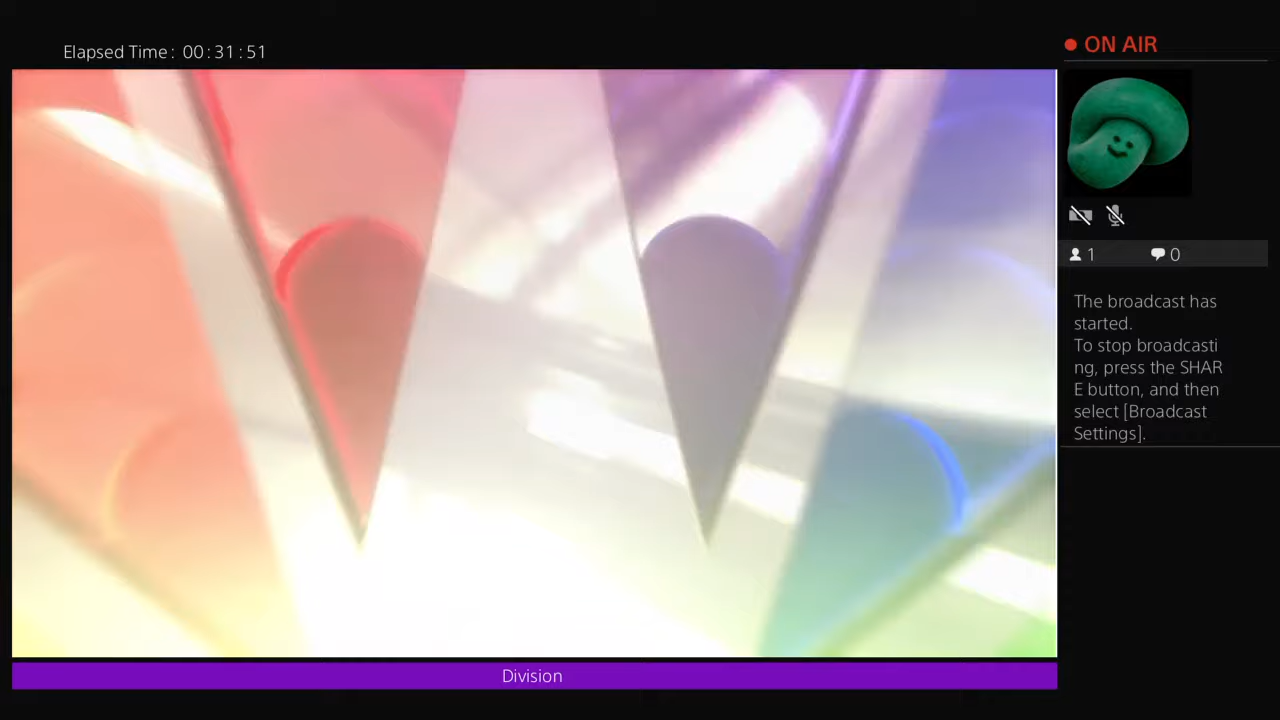 Elapsed Time: 00:31:51
ON AIR
1
0
The broadcast has
started.
To stop broadcasti
ng, press the SHAR
E button, and then
select [Broadcast
Settings].
Division